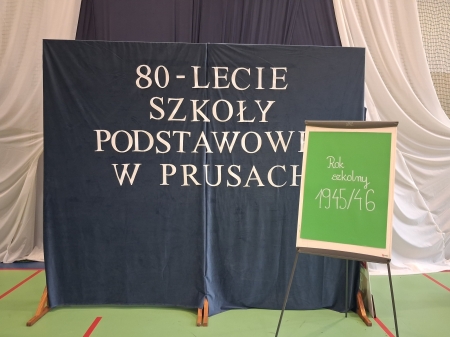 80-LECIE
SZKOŁY
PODSTAWOWE
W PRUSACH
Rok
szkolny
1945/46